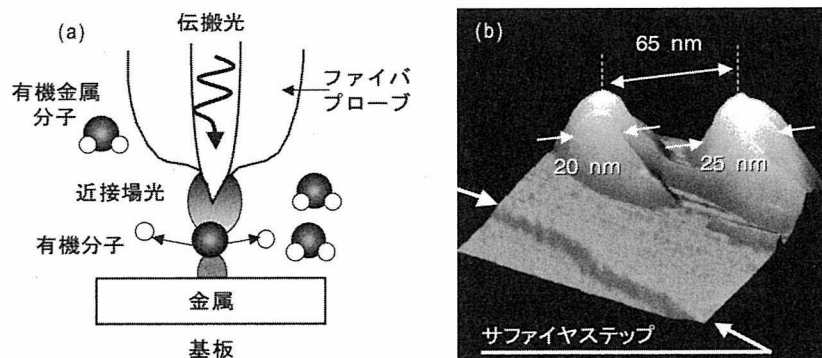 (a)
伝搬光
有機金属
分子
ファイバ
プローブ
近接場光
有機分子
金属
基板
(b)
65 nm
20 nm
25 nm
サファイヤステップ